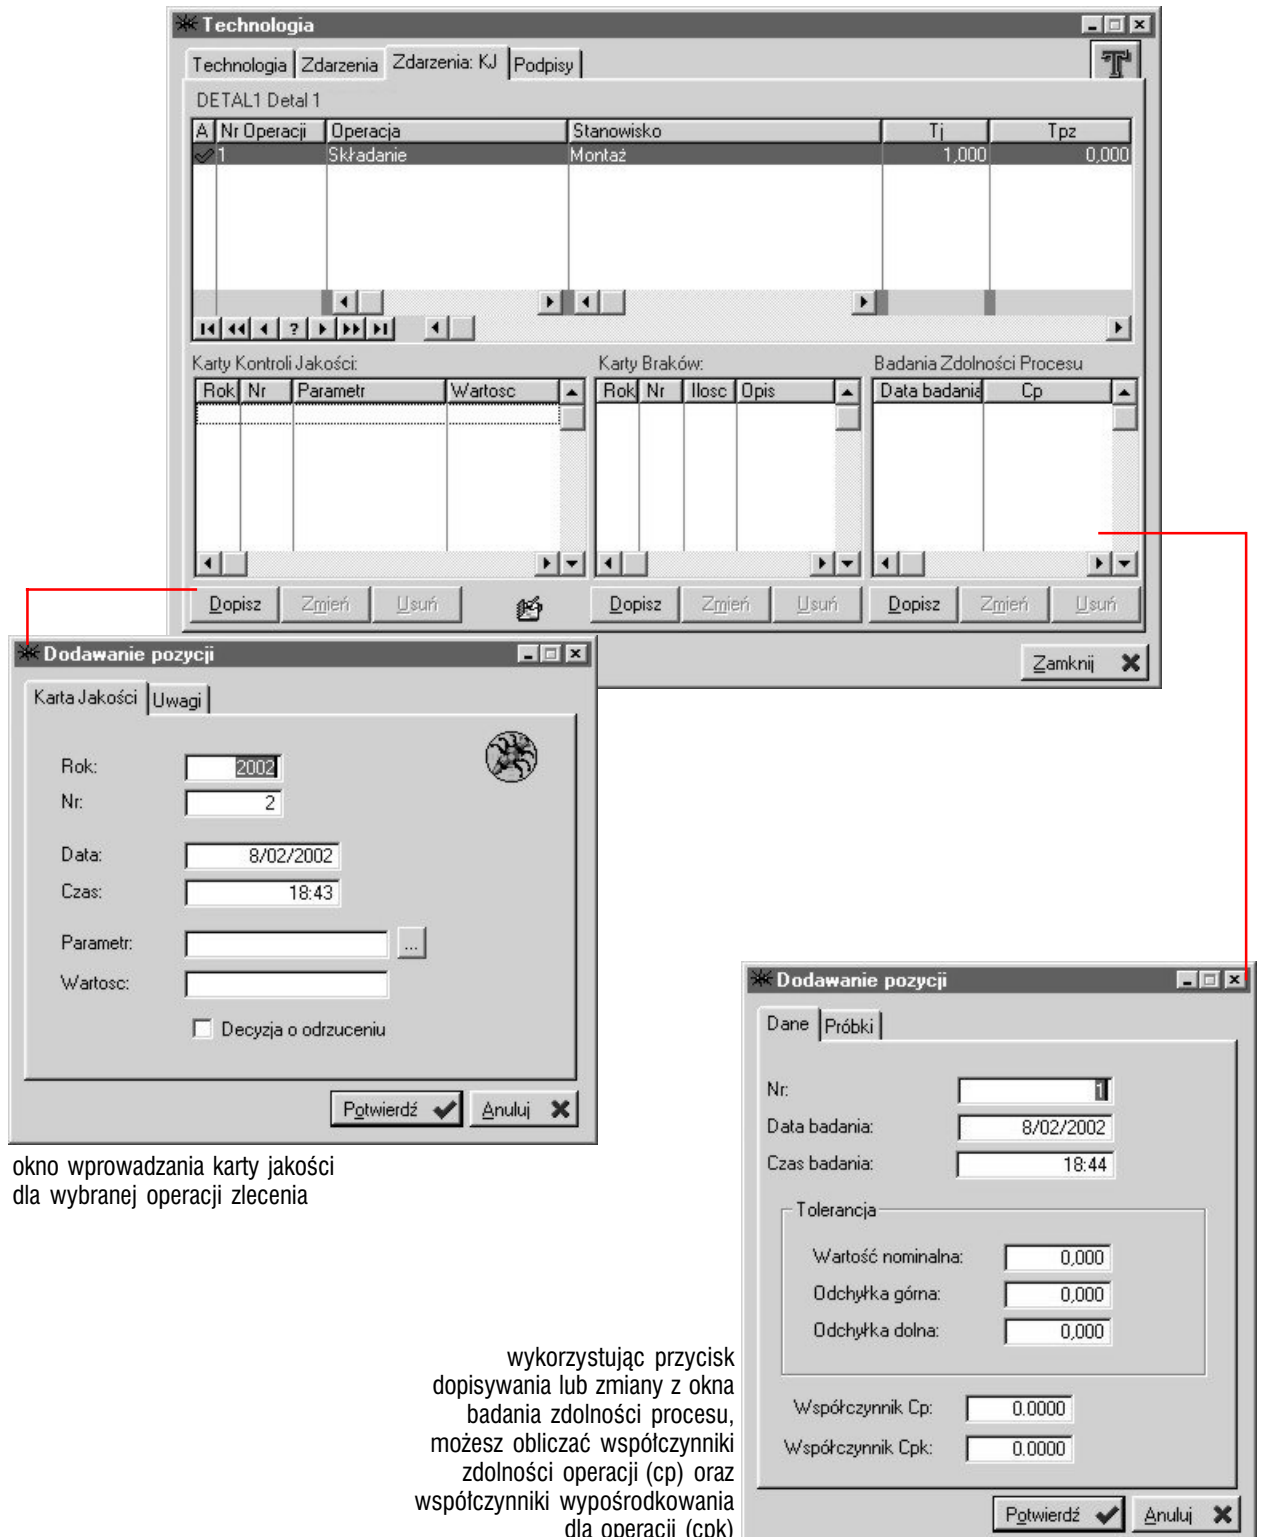 Technologia
Technologia Zdarzenia Zdarzenia: KJ Podpisy
DETAL1 Detal 1
A Nr Operacji Operacja Stanowisko Tj Tpz
1 Składanie Montaż 1,000 0,000
?
Karty Kontroli Jakości: Karty Braków: Badania Zdolności Procesu
Rok Nr Parametr Wartosc Rok Nr Ilosc Opis Data badania Cp
Dopisz Zmień Usuń Dopisz Zmień Usuń Dopisz Zmień Usuń
Zamknij
Dodawanie pozycji
Karta Jakości Uwagi
Rok: 2002
Nr: 2
Data: 8/02/2002
Czas: 18:43
Parametr: ...
Wartosc:
Decyzja o odrzuceniu
Potwierdź Anuluj
okno wprowadzania karty jakości
dla wybranej operacji zlecenia
Dodawanie pozycji
Dane Próbki
Nr: 1
Data badania: 8/02/2002
Czas badania: 18:44
Tolerancja
Wartość nominalna: 0,000
Odchyłka górna: 0,000
Odchyłka dolna: 0,000
Współczynnik Cp: 0.0000
Współczynnik Cpk: 0.0000
Potwierdź Anuluj
wykorzystując przycisk
dopisywania lub zmiany z okna
badania zdolności procesu,
możesz obliczać współczynniki
zdolności operacji (cp) oraz
współczynniki wypośrodkowania
dla operacji (cpk)